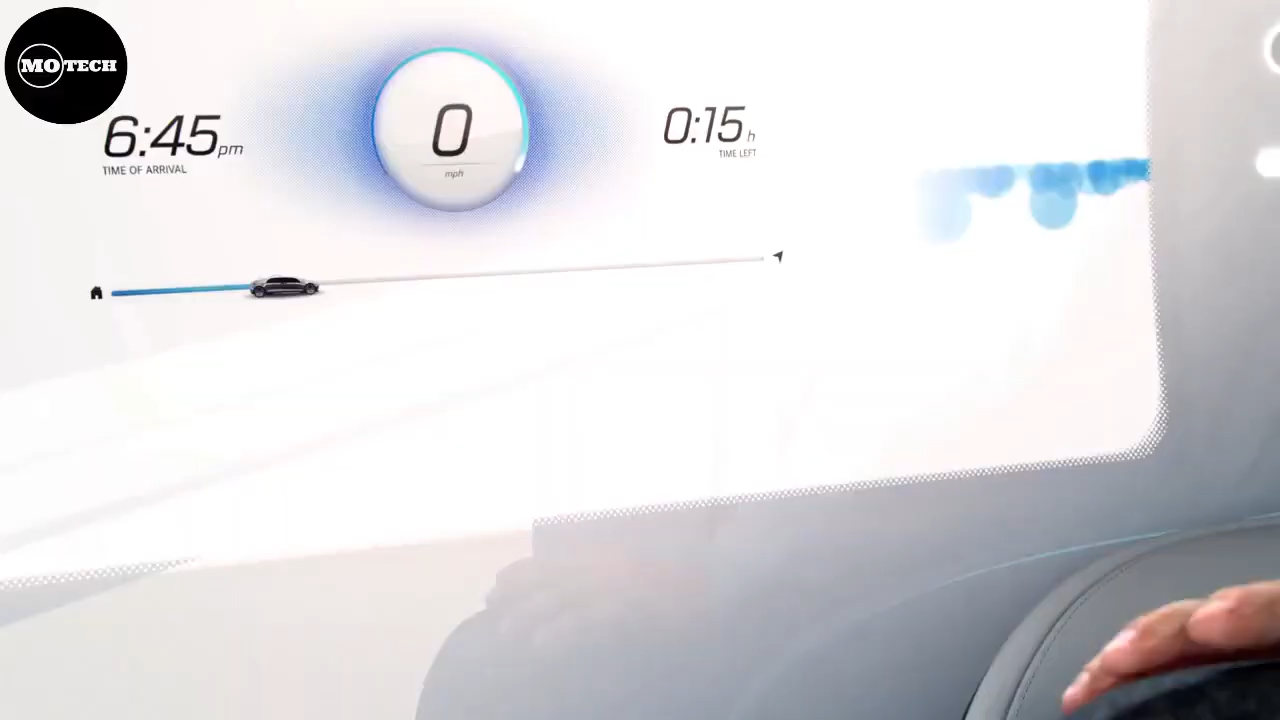 MOTECH
6:45pm
TIME OF ARRIVAL
0
mph
0:15h
TIME LEFT